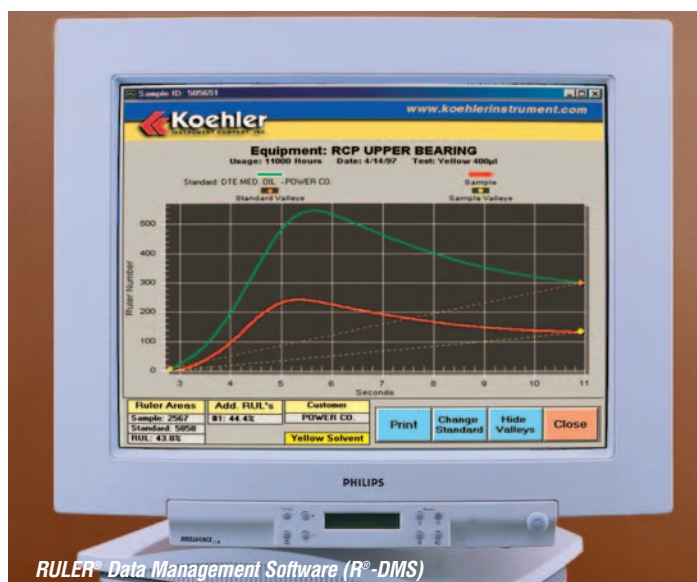 Sample ID: 505651
Koehler
INSTRUMENT COMPANY, INC.
www.koehlerinstrument.com
Equipment: RCP UPPER BEARING
Usage: 11000 Hours Date: 4/14/97 Test: Yellow 400µl
Standard: DTE MED. OIL - POWER CO.
Sample
Standard Valleys
Sample Valleys
Ruler Number
500
400
300
200
100
0
3 4 5 6 7 8 9 10 11
Seconds
Ruler Areas
Sample: 2567
Standard: 5858
RUL: 43.8%
Add. RUL's
#1: 44.4%
Customer
POWER CO.
Yellow Solvent
Print
Change Standard
Hide Valleys
Close
PHILIPS
BRILLIANCE
RULER® Data Management Software (R®-DMS)